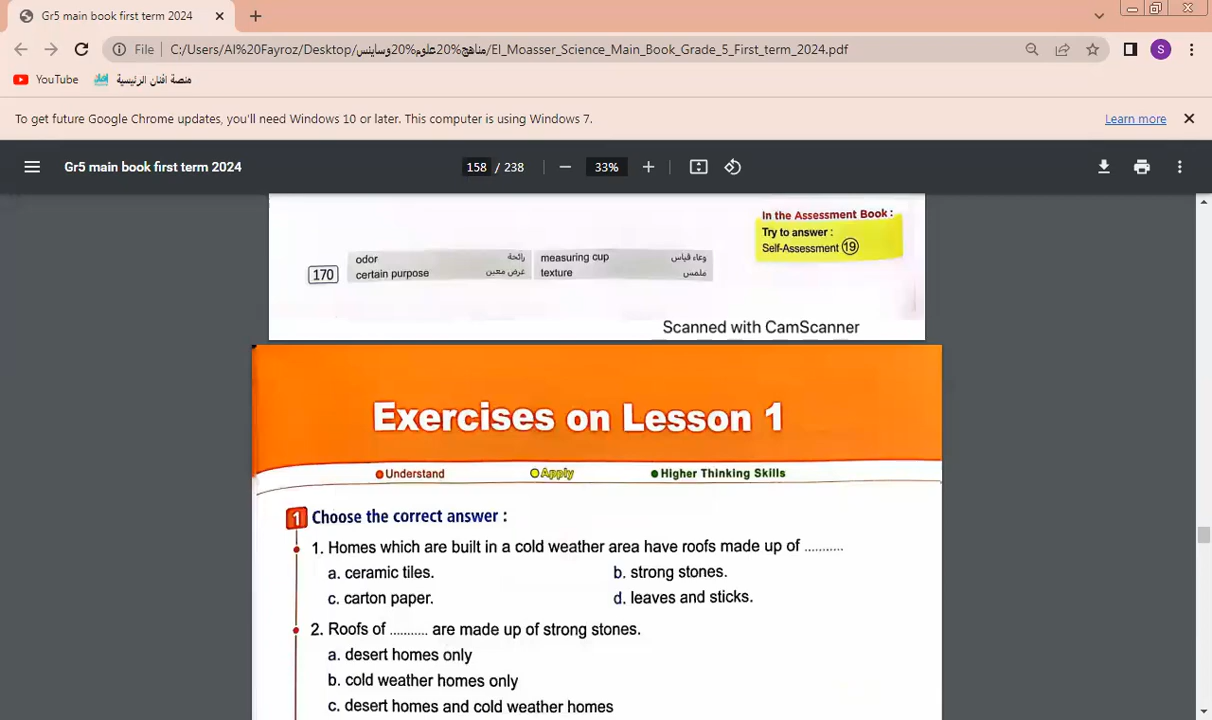 Gr5 main book first term 2024
File
C:/Users/Al%20Fayroz/Desktop/مناهج%20علوم%20وساينس/El_Moasser_Science_Main_Book_Grade_5_First_term_2024.pdf
S
YouTube
منصة افنان الرئيسية
To get future Google Chrome updates, you'll need Windows 10 or later. This computer is using Windows 7.
Learn more
Gr5 main book first term 2024
158 / 238
33%
In the Assessment Book :
Try to answer :
Self-Assessment 19
odor رائحة measuring cup وعاء قياس
170 certain purpose غرض معين texture ملمس
Scanned with CamScanner
Exercises on Lesson 1
Understand Apply Higher Thinking Skills
1 Choose the correct answer :
1. Homes which are built in a cold weather area have roofs made up of ..........
a. ceramic tiles. b. strong stones.
c. carton paper. d. leaves and sticks.
2. Roofs of .......... are made up of strong stones.
a. desert homes only
b. cold weather homes only
c. desert homes and cold weather homes